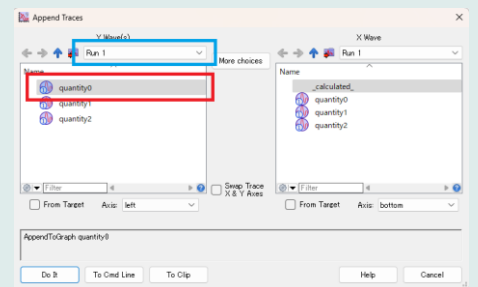 Append Traces
Y Wave(s)
X Wave
Run 1
More choices
Run 1
Name
Name
quantity0
quantity1
quantity2
_calculated_
quantity0
quantity1
quantity2
Filter
Swap Trace
X & Y Axes
Filter
From Target
Axis:
left
From Target
Axis:
bottom
AppendToGraph quantity0
Do It
To Cmd Line
To Clip
Help
Cancel